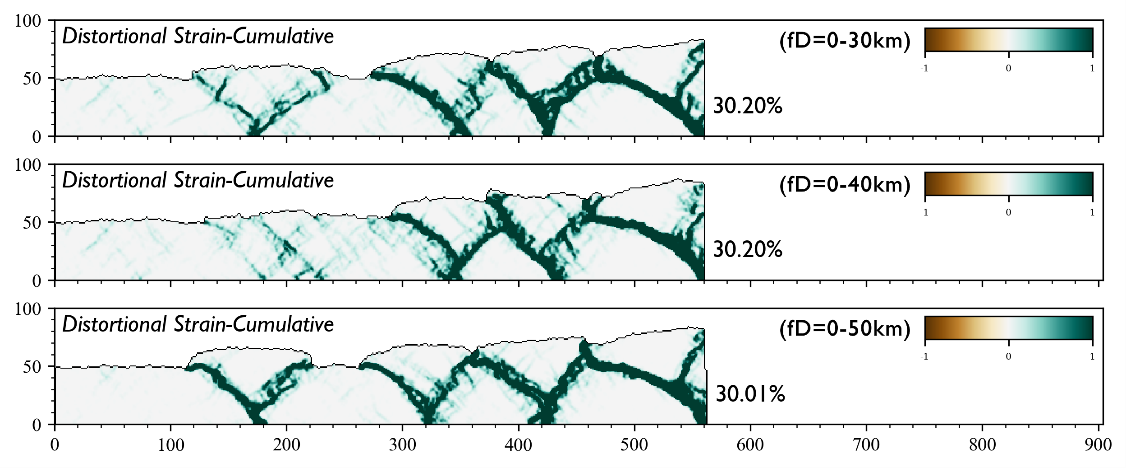 100
Distortional Strain-Cumulative
(fD=0-30km)
1 0 1
50
30.20%
0
100
Distortional Strain-Cumulative
(fD=0-40km)
1 0 1
50
30.20%
0
100
Distortional Strain-Cumulative
(fD=0-50km)
1 0 1
50
30.01%
0
0 100 200 300 400 500 600 700 800 900